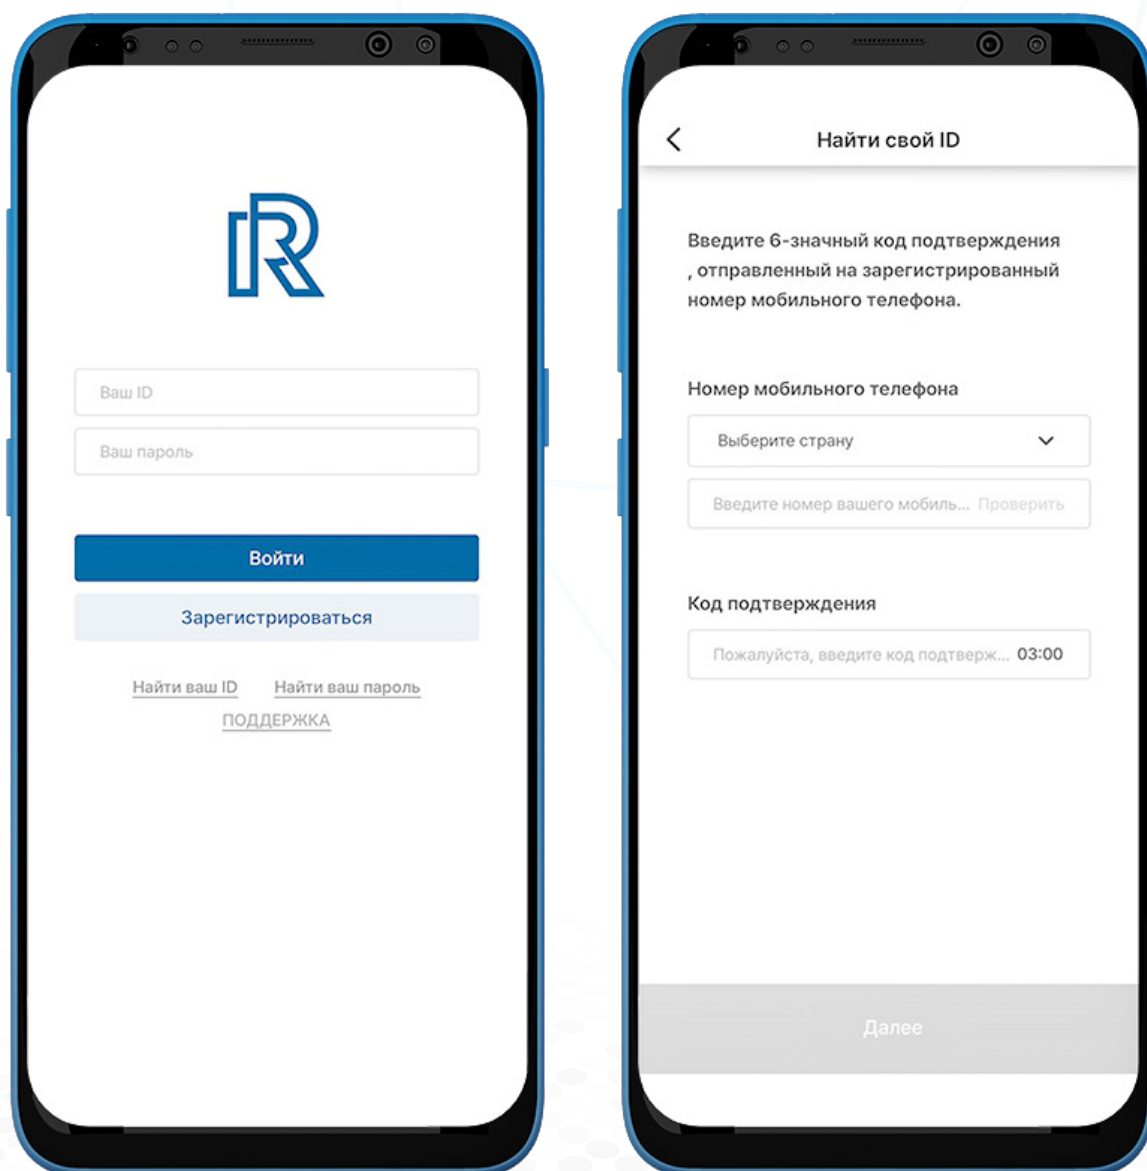 Ваш ID
Ваш пароль
Войти
Зарегистрироваться
Найти ваш ID Найти ваш пароль
ПОДДЕРЖКА
Найти свой ID
Введите 6-значный код подтверждения
, отправленный на зарегистрированный
номер мобильного телефона.
Номер мобильного телефона
Выберите страну
Введите номер вашего мобиль... Проверить
Код подтверждения
Пожалуйста, введите код подтверж... 03:00
Далее